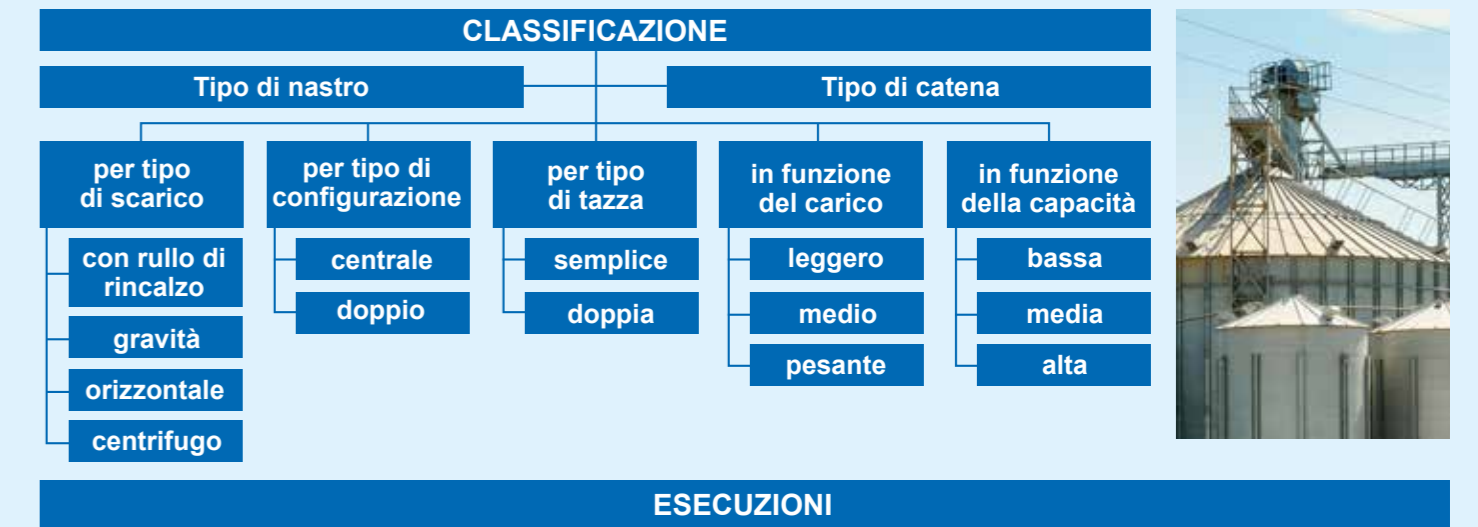 CLASSIFICAZIONE
Tipo di nastro
Tipo di catena
per tipo
di scarico
con rullo di
rincalzo
gravità
orizzontale
centrifugo
per tipo di
configurazione
centrale
doppio
per tipo
di tazza
semplice
doppia
in funzione
del carico
leggero
medio
pesante
in funzione
della capacità
bassa
media
alta
ESECUZIONI